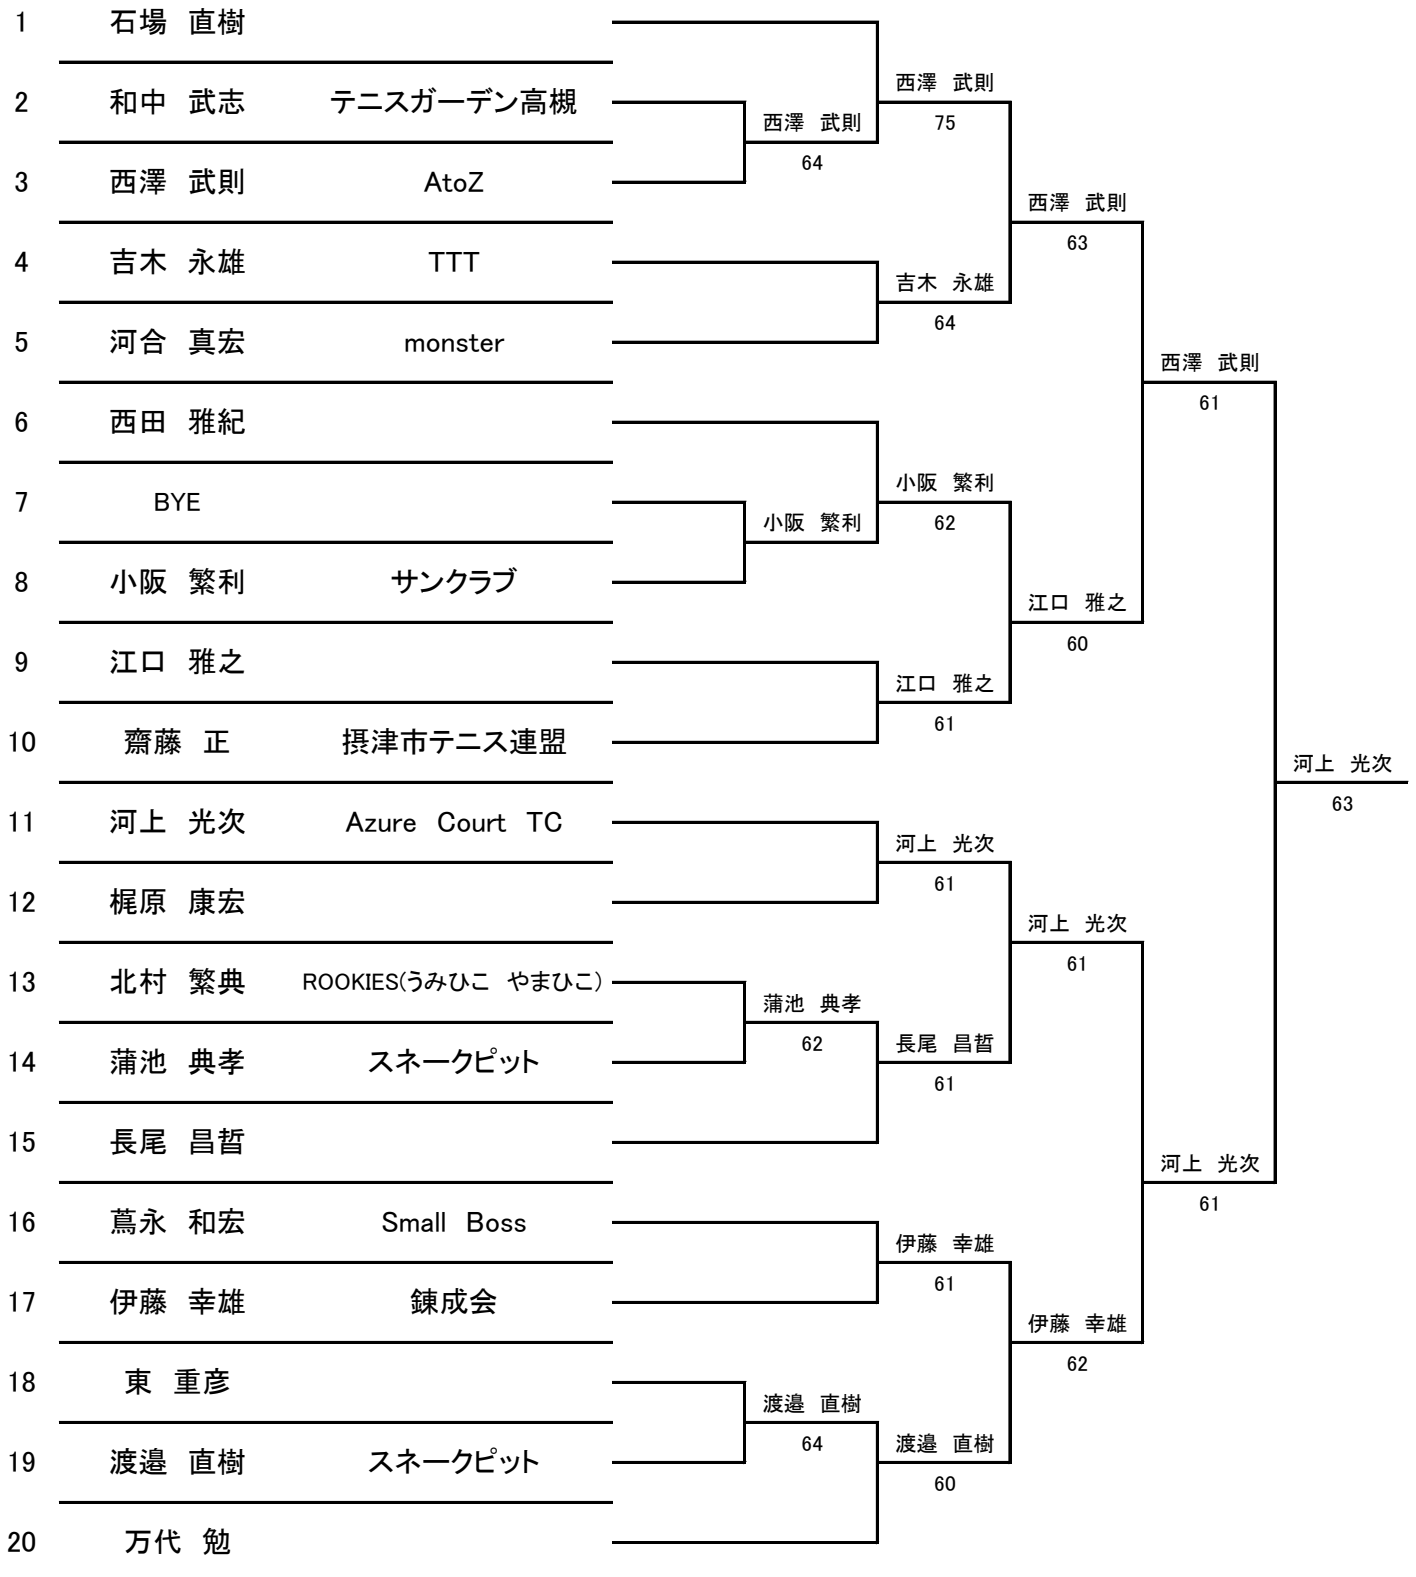 1 石場 直樹
西澤 武則
2 和中 武志 テニスガーデン高槻
西澤 武則 75
64
3 西澤 武則 AtoZ
西澤 武則
63
4 吉木 永雄 TTT
吉木 永雄
64
5 河合 真宏 monster
西澤 武則
61
6 西田 雅紀
小阪 繁利
7 BYE
小阪 繁利 62
8 小阪 繁利 サンクラブ
江口 雅之
60
9 江口 雅之
江口 雅之
61
10 齋藤 正 摂津市テニス連盟
河上 光次
63
11 河上 光次 Azure Court TC
河上 光次
61
12 梶原 康宏
河上 光次
61
13 北村 繁典 ROOKIES(うみひこ やまひこ)
蒲池 典孝
62 長尾 昌哲
14 蒲池 典孝 スネークピット
61
15 長尾 昌哲
河上 光次
61
16 蔦永 和宏 Small Boss
伊藤 幸雄
61
17 伊藤 幸雄 錬成会
伊藤 幸雄
62
18 東 重彦
渡邉 直樹
64 渡邉 直樹
19 渡邉 直樹 スネークピット
60
20 万代 勉